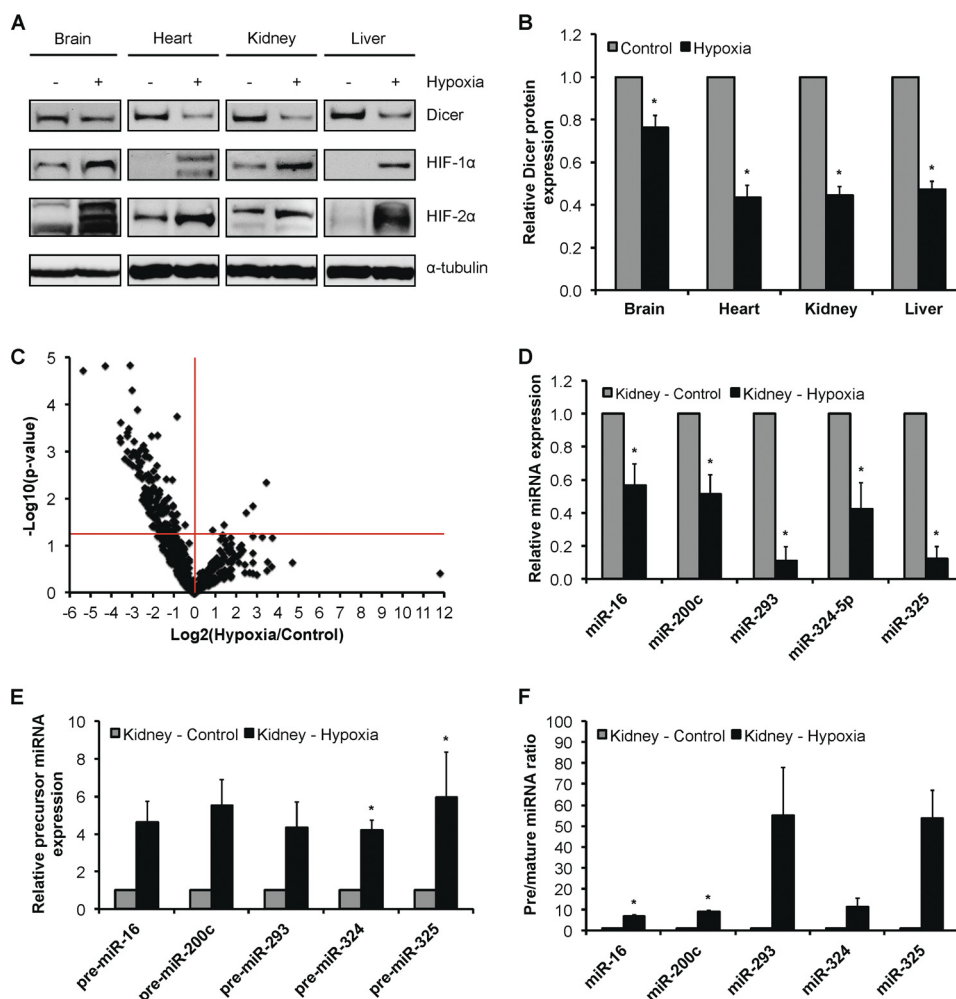 A
Brain Heart Kidney Liver
- + - + - + - + Hypoxia
Dicer
HIF-1α
HIF-2α
α-tubulin
B
Control Hypoxia
Relative Dicer protein
expression
1.2
1.0
0.8
0.6
0.4
0.2
0.0
* * * *
Brain Heart Kidney Liver
C
-Log10(p-value)
5
4
3
2
1
0
-6 -5 -4 -3 -2 -1 0 1 2 3 4 5 6 7 8 9 10 11 12
Log2(Hypoxia/Control)
D
Kidney - Control Kidney - Hypoxia
Relative miRNA expression
1.2
1.0
0.8
0.6
0.4
0.2
0.0
* * * * *
miR-16 miR-200c miR-293 miR-324-5p miR-325
E
Kidney - Control Kidney - Hypoxia
Relative precursor miRNA
expression
10
8
6
4
2
0
* *
pre-miR-16 pre-miR-200c pre-miR-293 pre-miR-324 pre-miR-325
F
Kidney - Control Kidney - Hypoxia
Pre/mature miRNA ratio
100
90
80
70
60
50
40
30
20
10
0
* *
miR-16 miR-200c miR-293 miR-324 miR-325